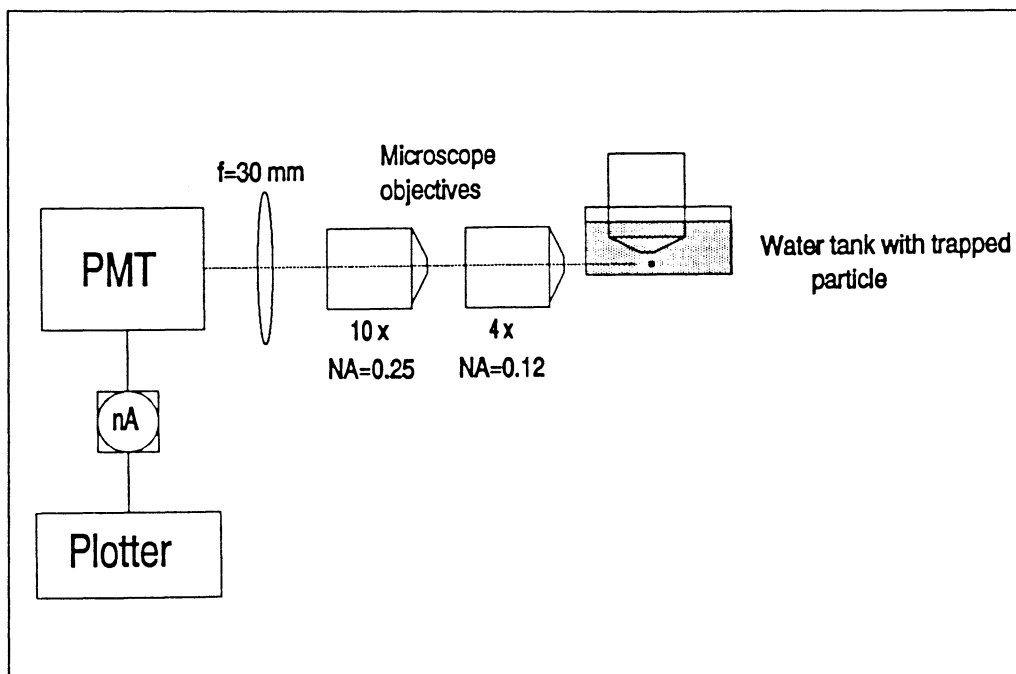 Microscope
objectives
f=30 mm
PMT
Water tank with trapped
particle
10 x
4 x
NA=0.25
NA=0.12
nA
Plotter